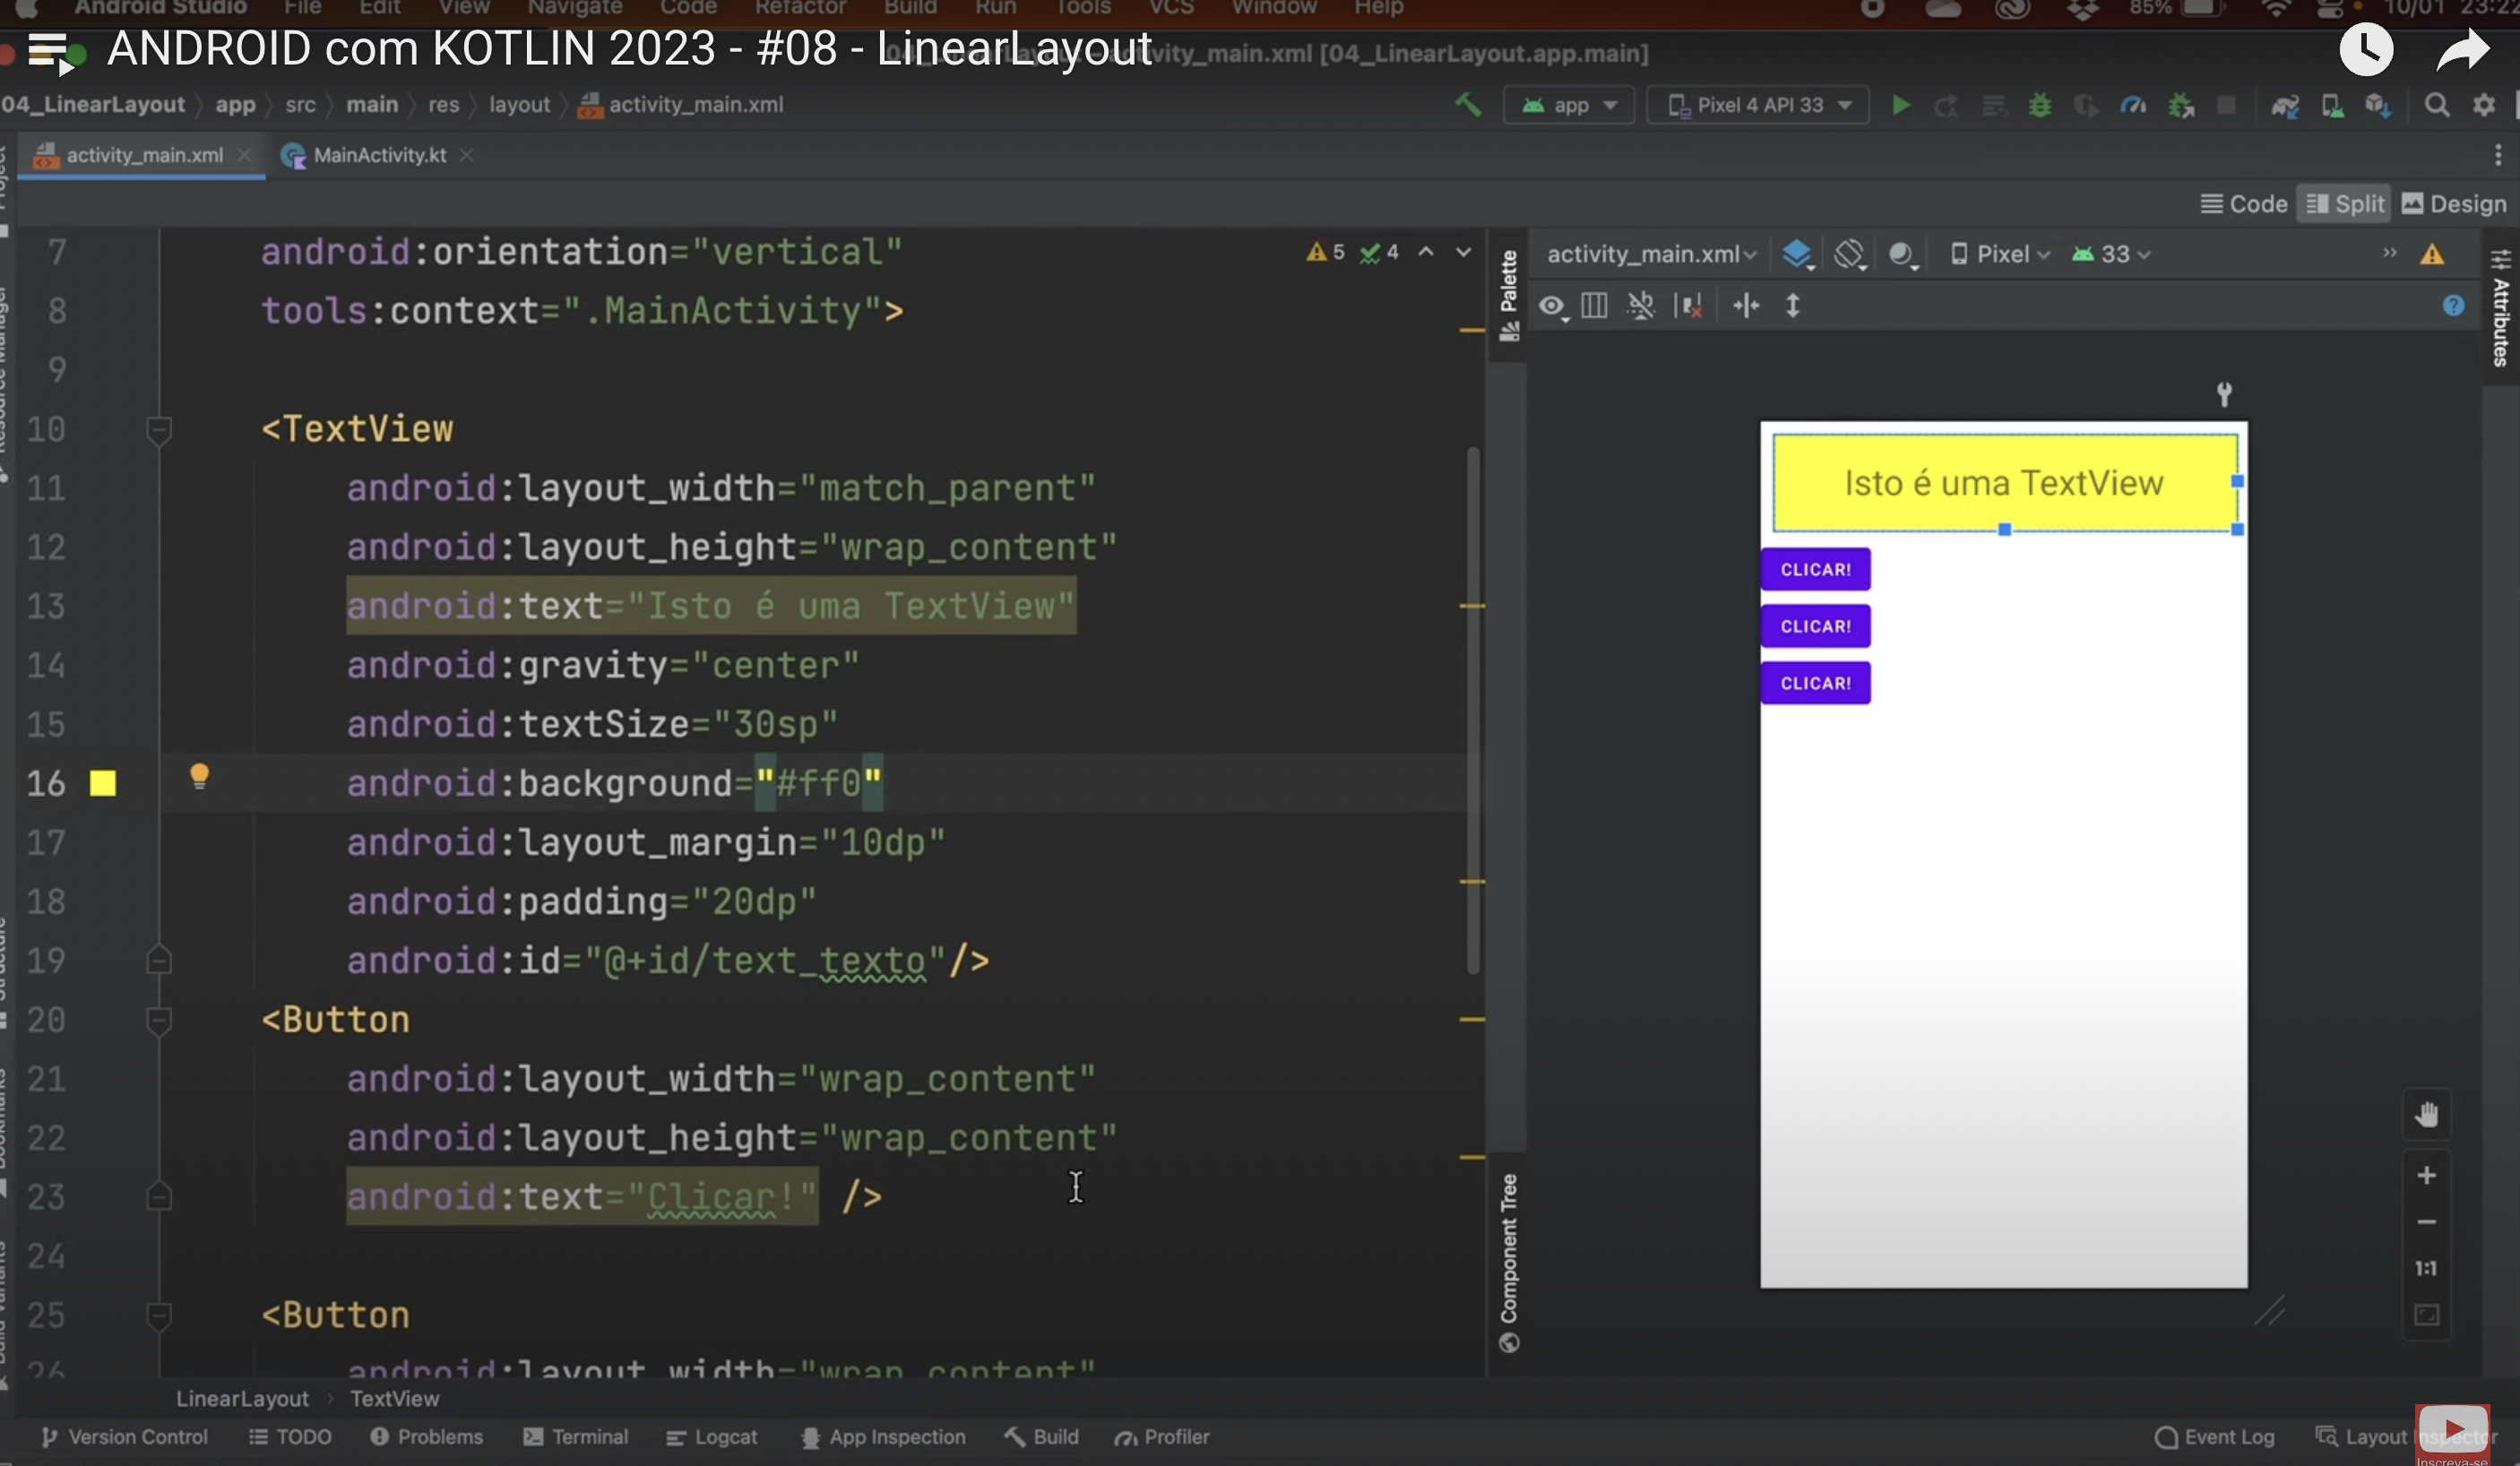 Android Studio File Edit View Navigate Code Refactor Build Run Tools VCS Window Help 85% 10/01 23:22
ANDROID com KOTLIN 2023 - #08 - LinearLayout
activity_main.xml [04_LinearLayout.app.main]
04_LinearLayout app src main res layout activity_main.xml app Pixel 4 API 33
activity_main.xml MainActivity.kt
Code Split Design
7 android:orientation="vertical"
8 tools:context=".MainActivity">
9
10 <TextView
11 android:layout_width="match_parent"
12 android:layout_height="wrap_content"
13 android:text="Isto é uma TextView"
14 android:gravity="center"
15 android:textSize="30sp"
16 android:background="#ff0"
17 android:layout_margin="10dp"
18 android:padding="20dp"
19 android:id="@+id/text_texto"/>
20 <Button
21 android:layout_width="wrap_content"
22 android:layout_height="wrap_content"
23 android:text="Clicar!" />
24
25 <Button
26 android:layout_width="wrap_content"
5 4
Palette
Component Tree
activity_main.xml Pixel 33
Attributes
Isto é uma TextView
CLICAR!
CLICAR!
CLICAR!
1:1
LinearLayout TextView
Version Control TODO Problems Terminal Logcat App Inspection Build Profiler Event Log Layout Inspector
Inscreva-se